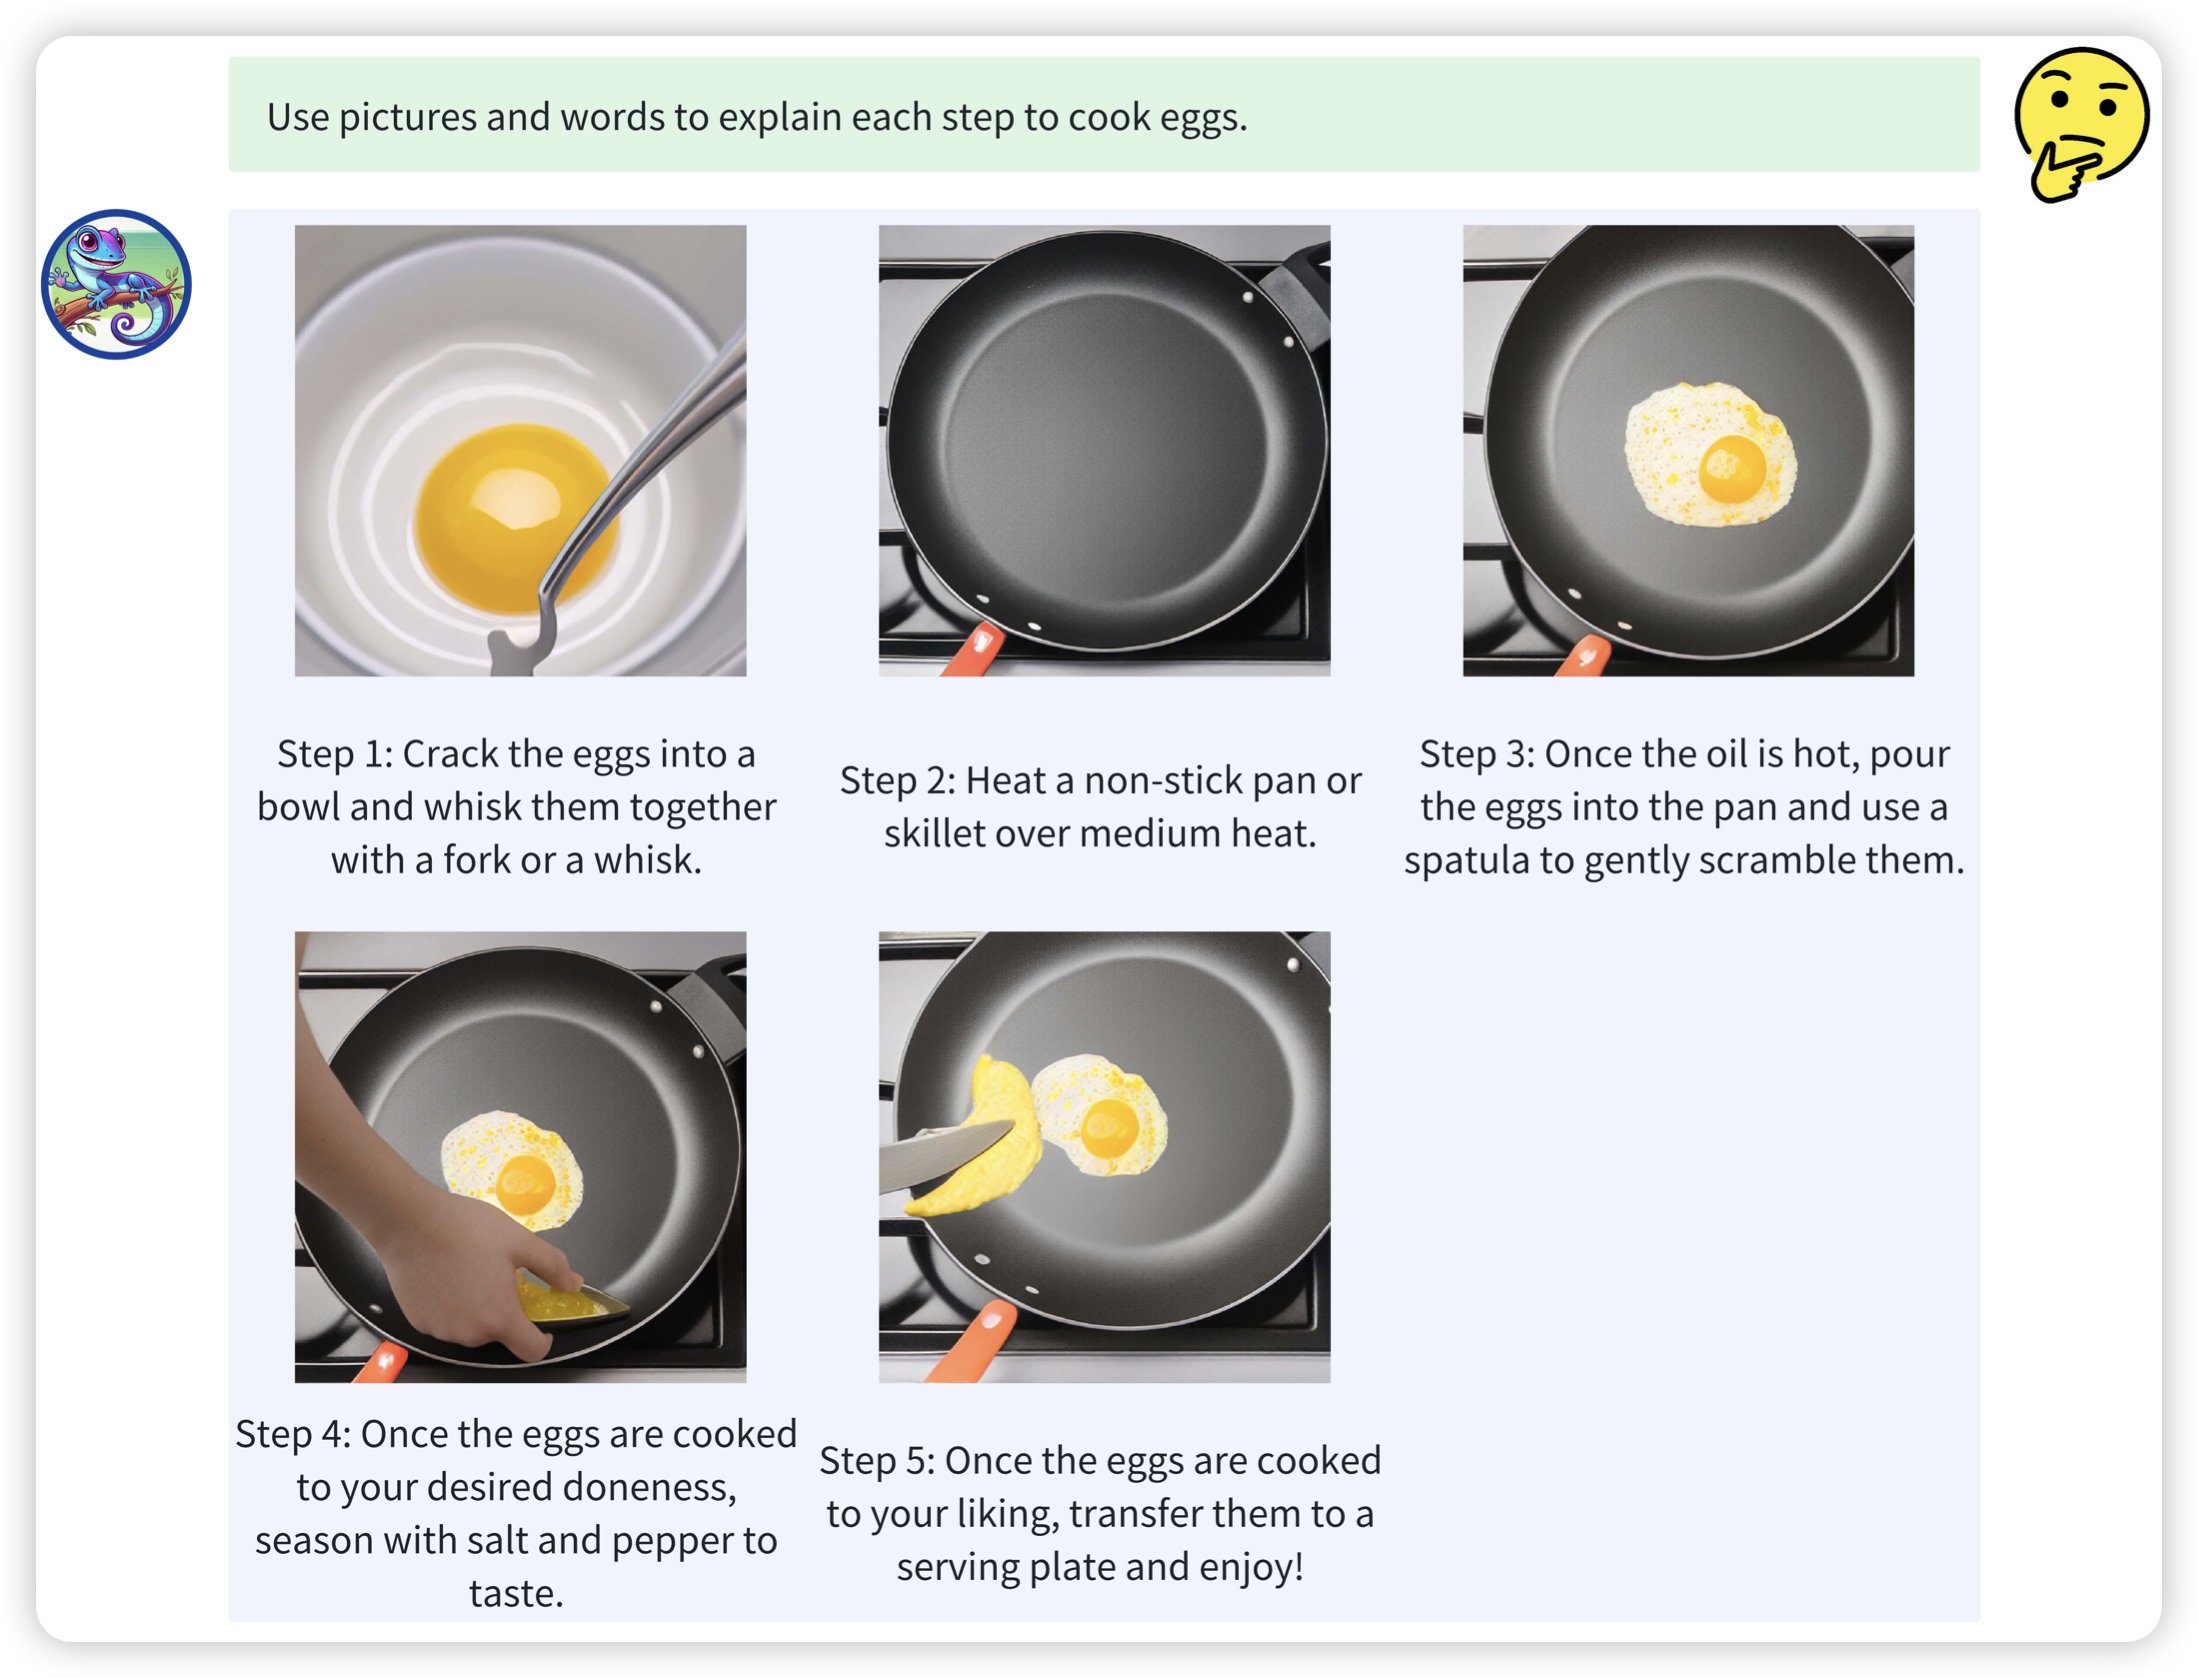 Use pictures and words to explain each step to cook eggs.
Step 1: Crack the eggs into a
bowl and whisk them together
with a fork or a whisk.
Step 2: Heat a non-stick pan or
skillet over medium heat.
Step 3: Once the oil is hot, pour
the eggs into the pan and use a
spatula to gently scramble them.
Step 4: Once the eggs are cooked
to your desired doneness,
season with salt and pepper to
taste.
Step 5: Once the eggs are cooked
to your liking, transfer them to a
serving plate and enjoy!